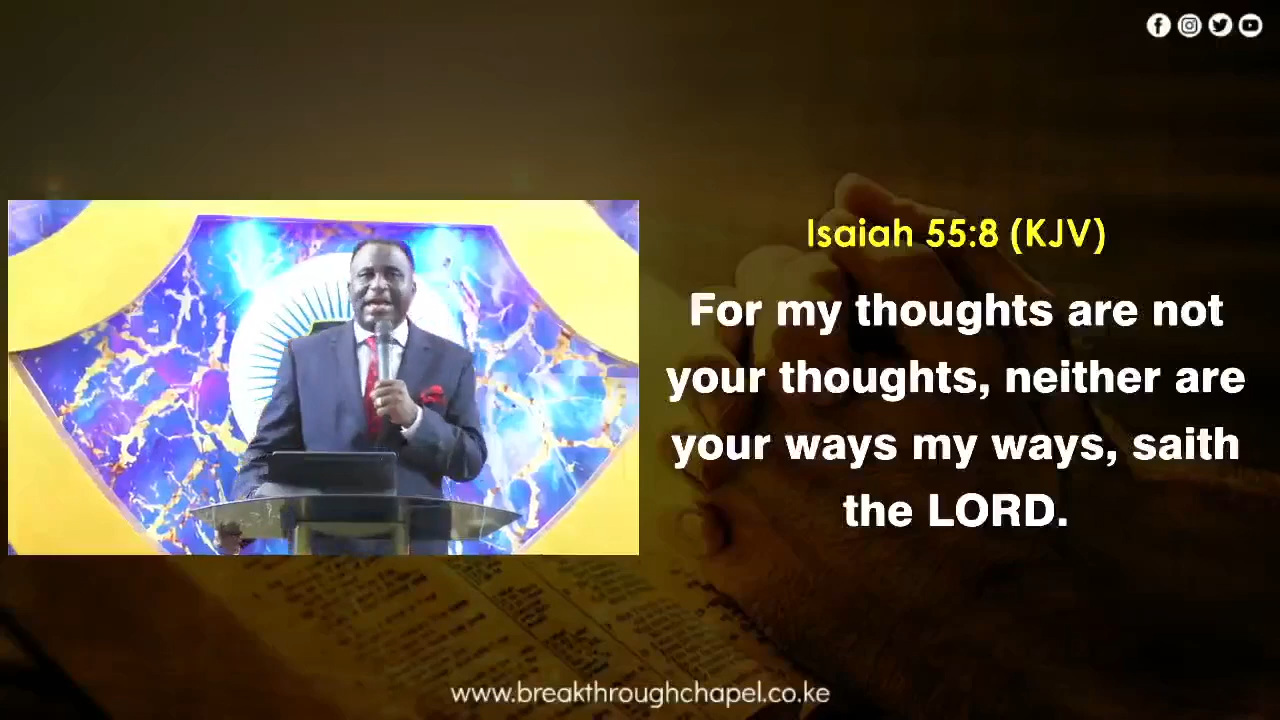 Isaiah 55:8 (KJV)
For my thoughts are not
your thoughts, neither are
your ways my ways, saith
the LORD.
www.breakthroughchapel.co.ke